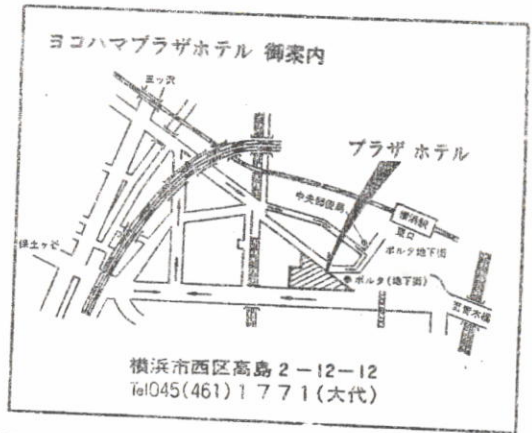 ヨコハマプラザホテル 御案内
三ッ沢
プラザ ホテル
中央郵便局
横浜駅
東口
ポルタ地下街
保土ヶ谷
ポルタ(地下街)
横浜市西区高島2-12-12
Tel045(461)1771(大代)